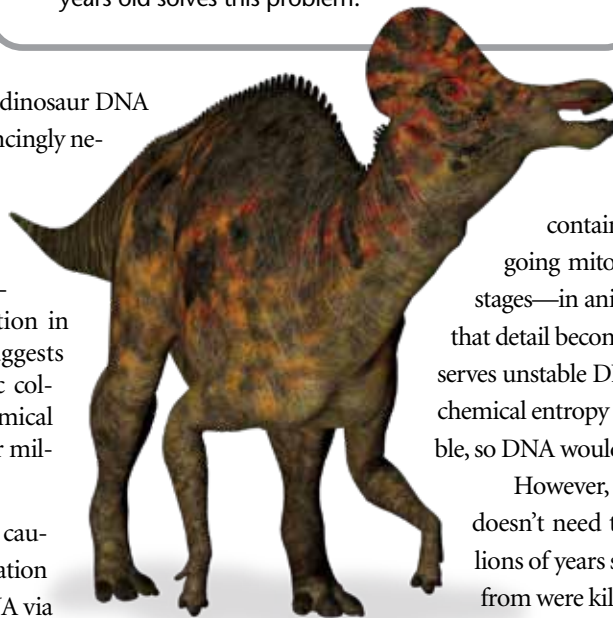 years old solves this problem.
dinosaur DNA
ncingly ne-
–
tion in
ggests
c col-
mical
r mil-
cau-
ation
A via
contain
going mito
stages—in ani
that detail becom
serves unstable D
chemical entropy
ble, so DNA would
However,
doesn't need t
lions of years s
from were kil